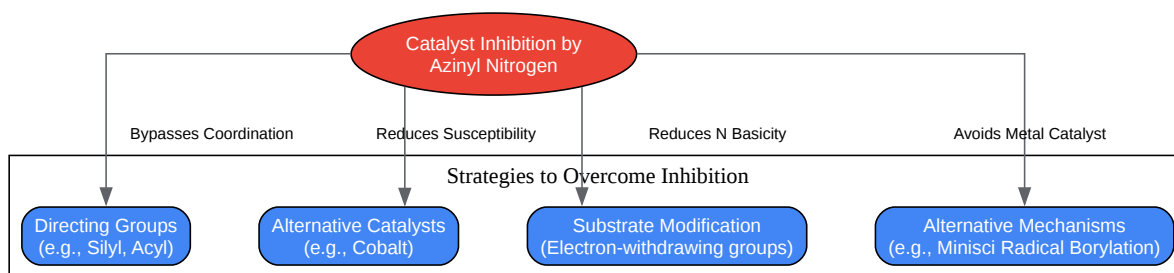 Catalyst Inhibition by
Azinyl Nitrogen
Bypasses Coordination
Reduces Susceptibility
Reduces N Basicity
Avoids Metal Catalyst
Strategies to Overcome Inhibition
Directing Groups
(e.g., Silyl, Acyl)
Alternative Catalysts
(e.g., Cobalt)
Substrate Modification
(Electron-withdrawing groups)
Alternative Mechanisms
(e.g., Minisci Radical Borylation)